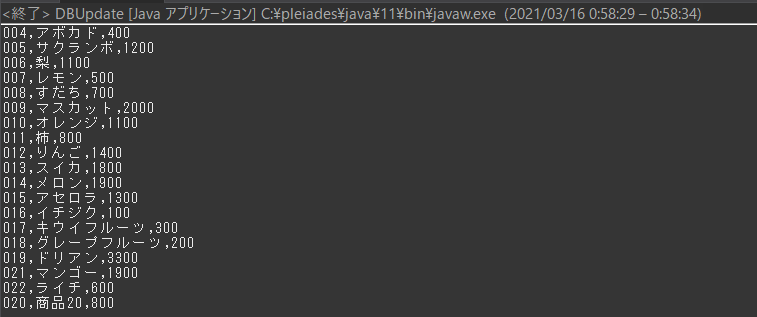 <終了> DBUpdate [Java アプリケーション] C:¥pleiades¥java¥11¥bin¥javaw.exe (2021/03/16 0:58:29 – 0:58:34)
004,アボカド,400
005,サクランボ,1200
006,梨,1100
007,レモン,500
008,すだち,700
009,マスカット,2000
010,オレンジ,1100
011,柿,800
012,りんご,1400
013,スイカ,1800
014,メロン,1900
015,アセロラ,1300
016,イチジク,100
017,キウイフルーツ,300
018,グレープフルーツ,200
019,ドリアン,3300
021,マンゴー,1900
022,ライチ,600
020,商品20,800